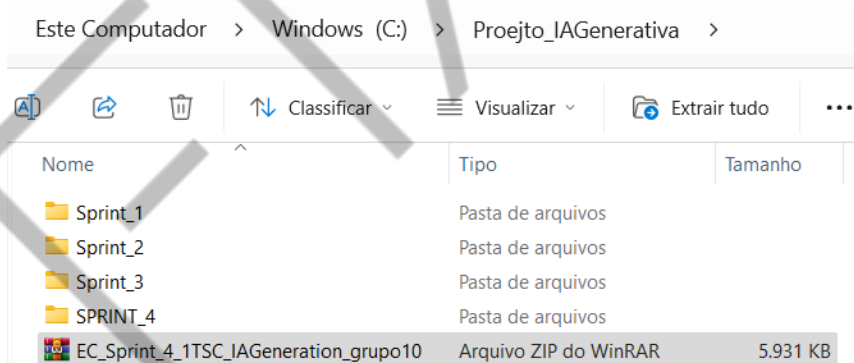 Este Computador > Windows (C:) > Proejto_IAGenerativa >
A Classificar Visualizar Extrair tudo ...
Nome Tipo Tamanho
Sprint_1 Pasta de arquivos
Sprint_2 Pasta de arquivos
Sprint_3 Pasta de arquivos
SPRINT_4 Pasta de arquivos
EC_Sprint_4_1TSC_IAGeneration_grupo10 Arquivo ZIP do WinRAR 5.931 KB